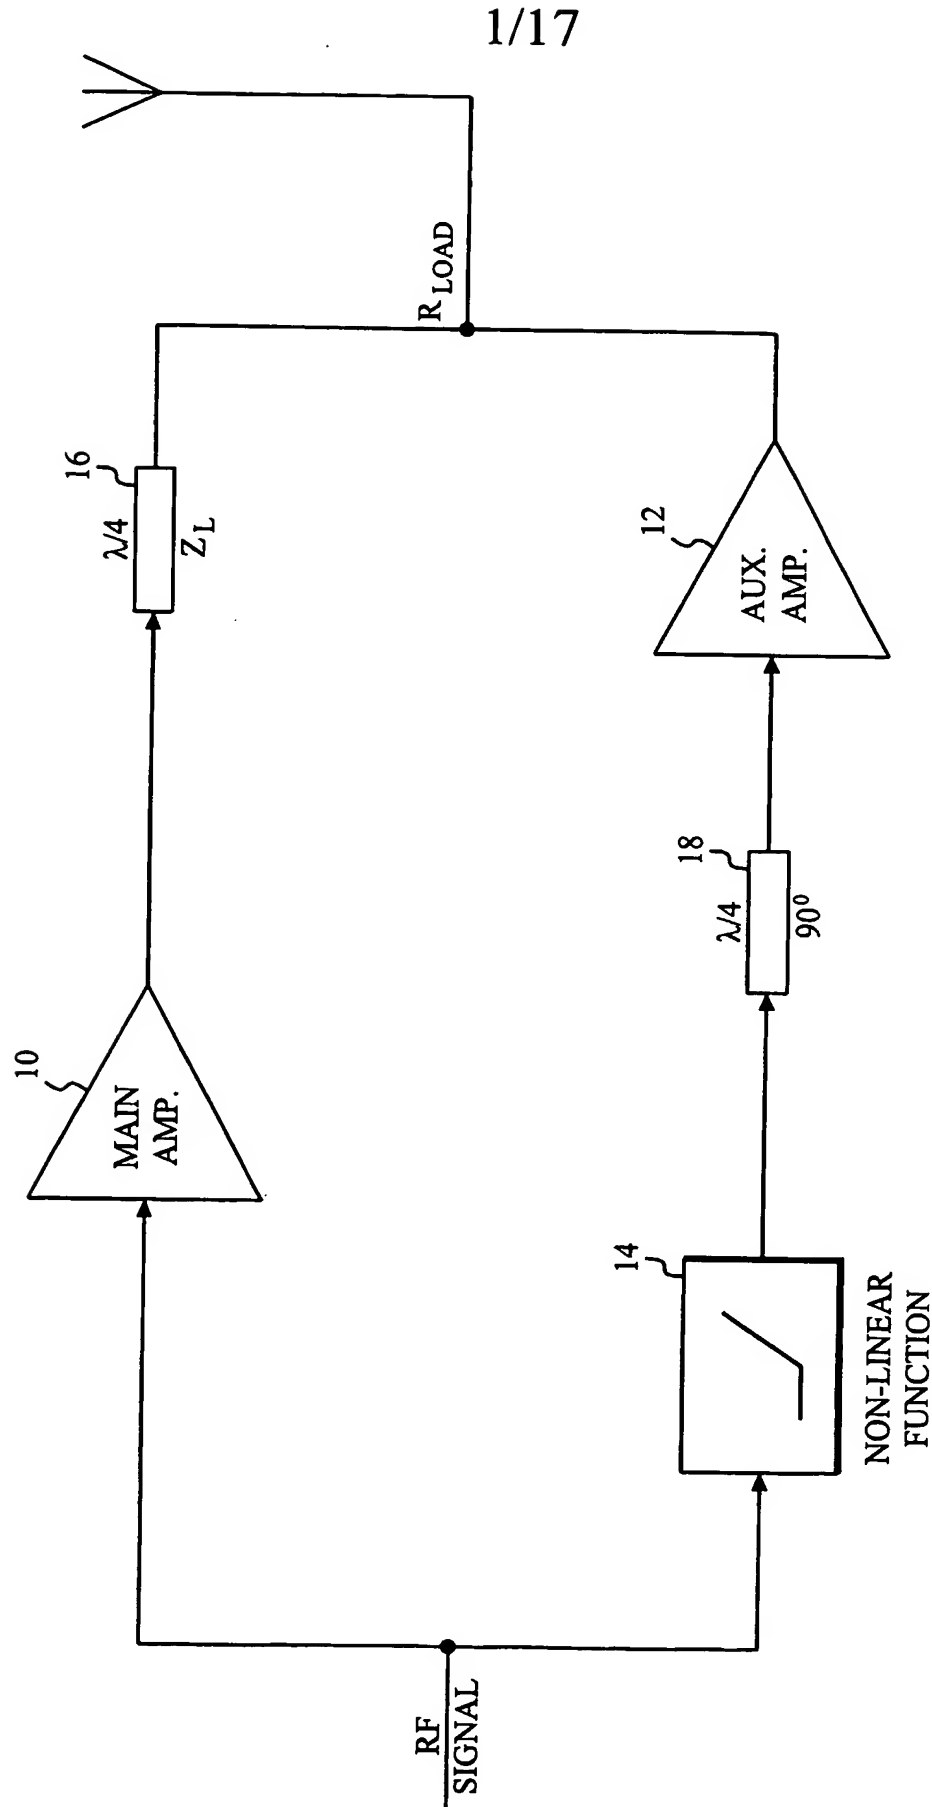 1/17
RF
SIGNAL
10
MAIN
AMP.
16
λ/4
Z_L
R_LOAD
14
NON-LINEAR
FUNCTION
18
λ/4
90⁰
12
AUX.
AMP.